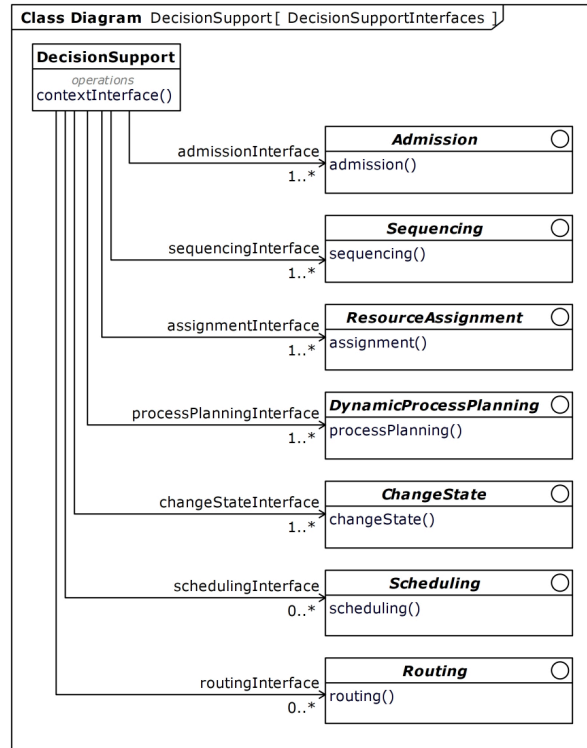 Class Diagram DecisionSupport[ DecisionSupportInterfaces ]
DecisionSupport
operations
contextInterface()
admissionInterface
1..*
Admission
admission()
sequencingInterface
1..*
Sequencing
sequencing()
assignmentInterface
1..*
ResourceAssignment
assignment()
processPlanningInterface
1..*
DynamicProcessPlanning
processPlanning()
changeStateInterface
1..*
ChangeState
changeState()
schedulingInterface
0..*
Scheduling
scheduling()
routingInterface
0..*
Routing
routing()